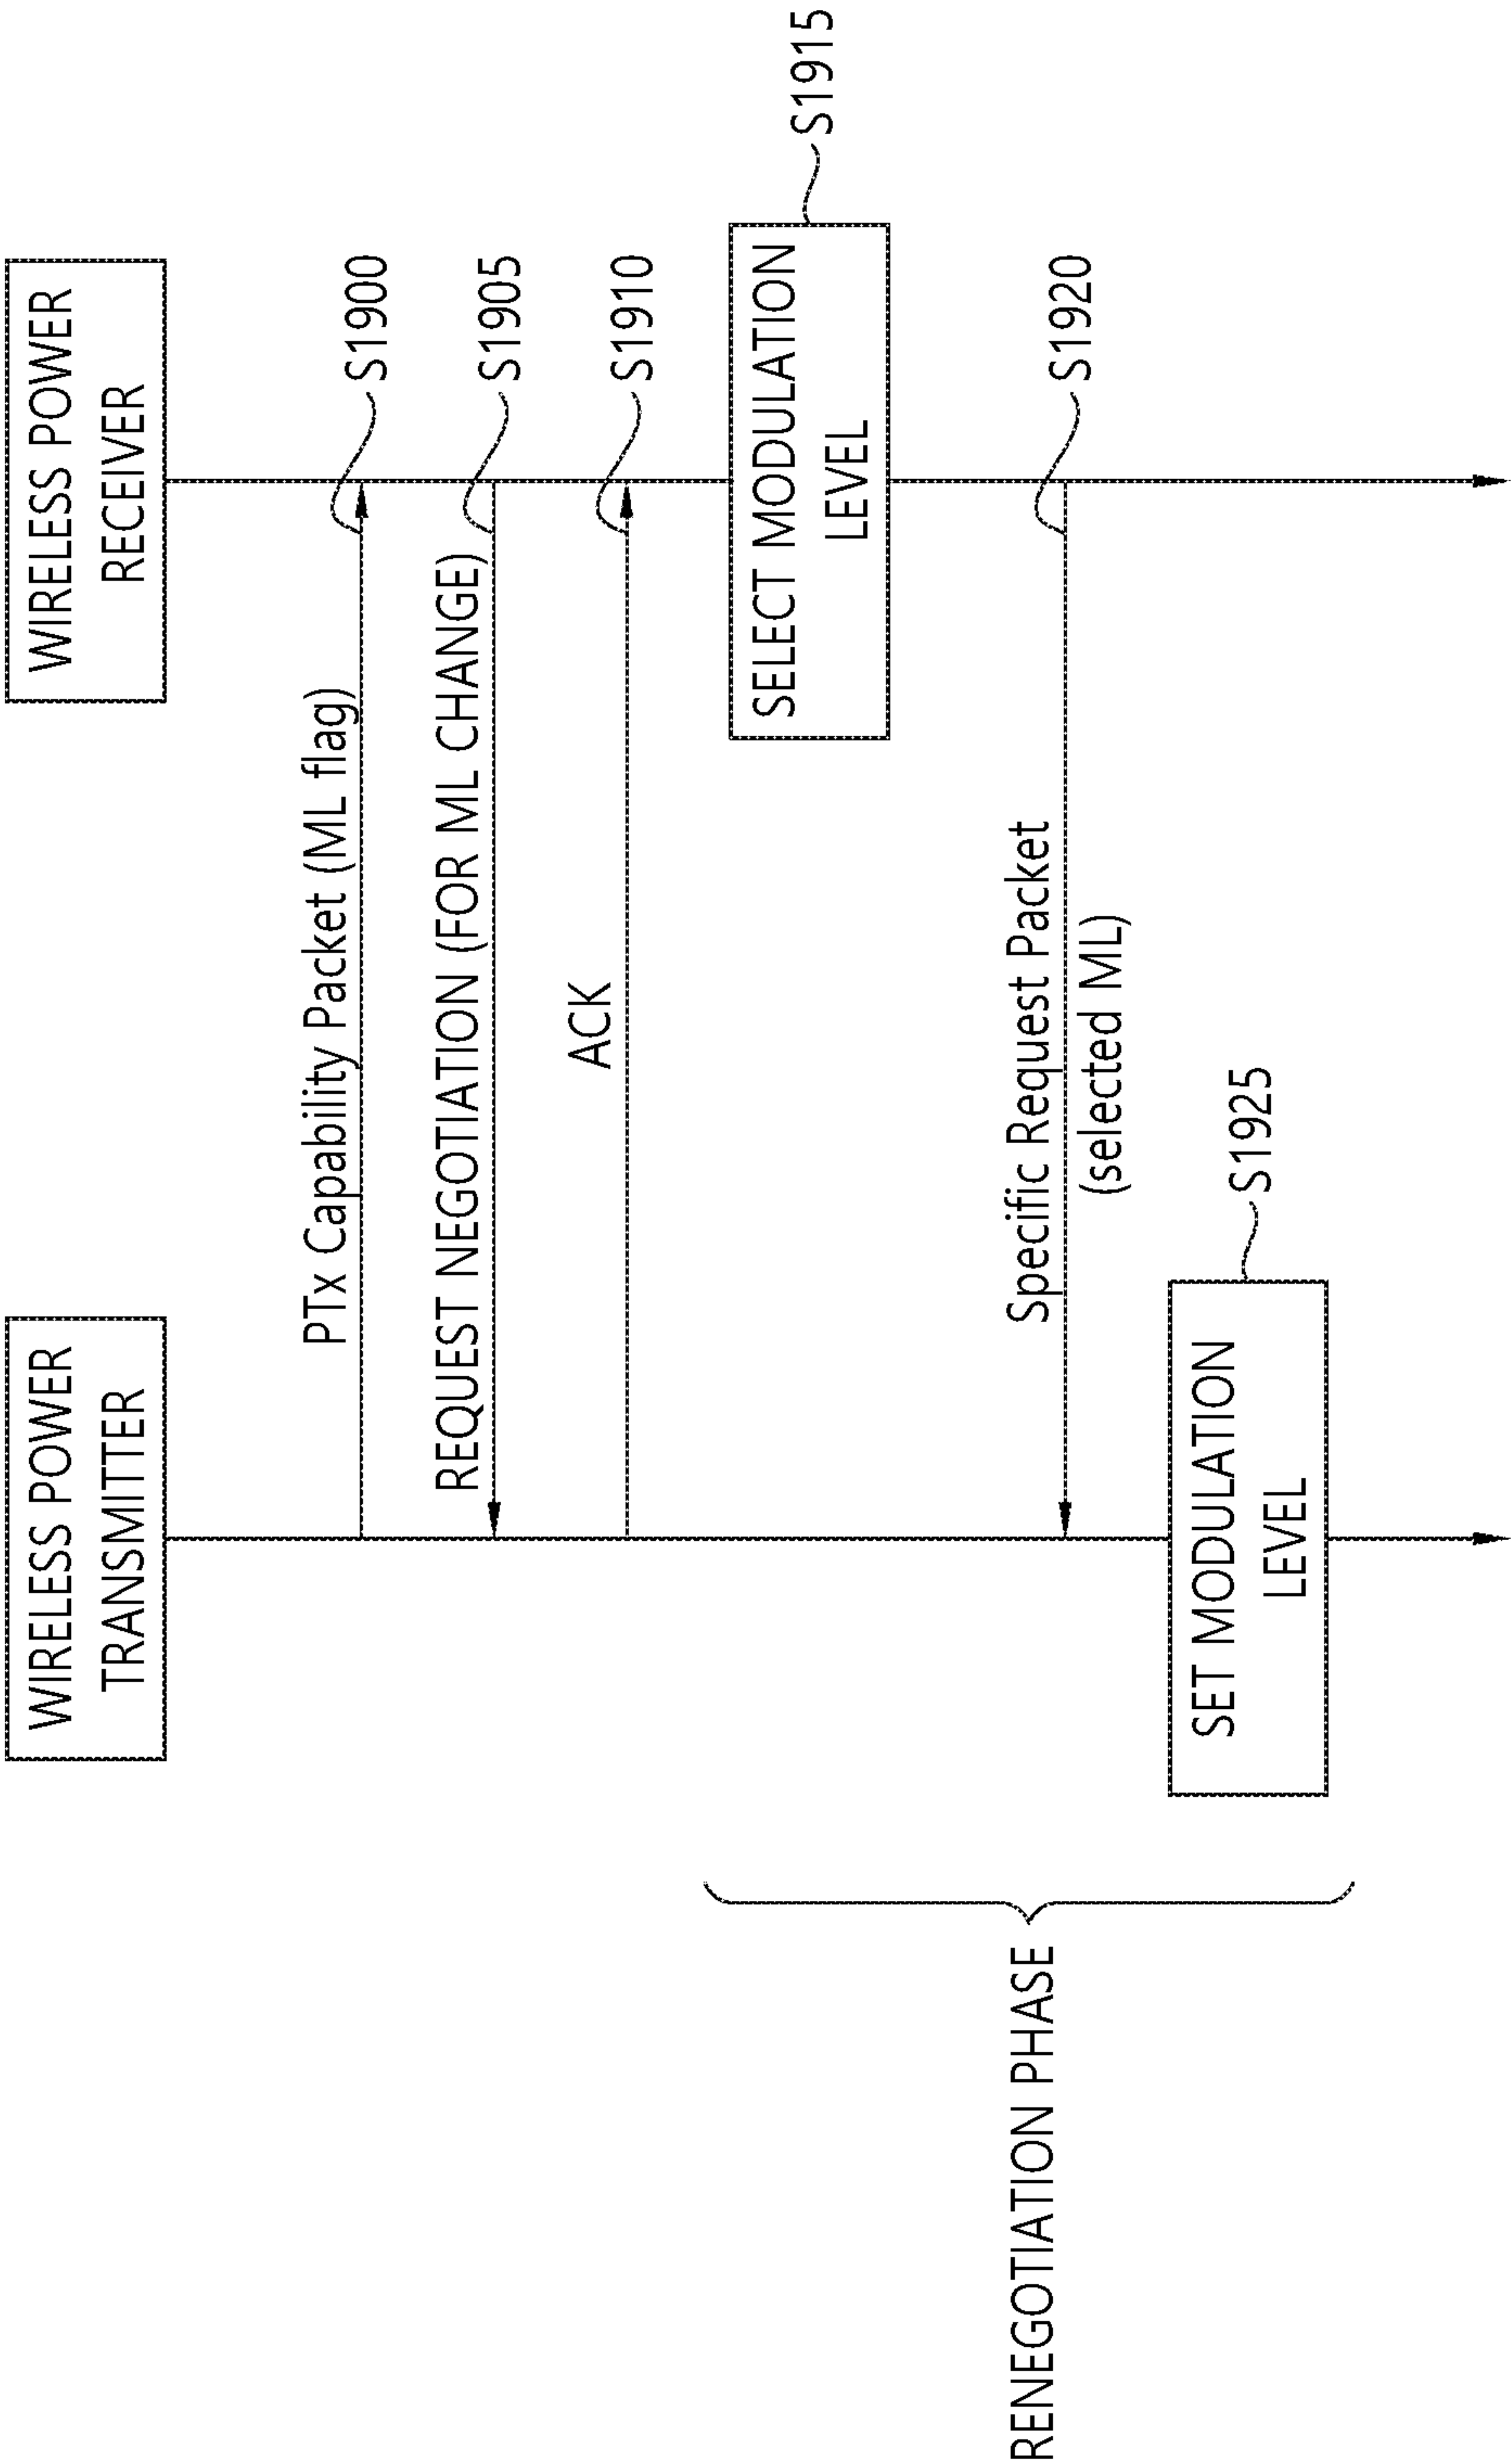 WIRELESS POWER
TRANSMITTER
WIRELESS POWER
RECEIVER
PTx Capability Packet (ML flag)
S1900
REQUEST NEGOTIATION (FOR ML CHANGE)
S1905
ACK
S1910
RENEGOTIATION PHASE
SELECT MODULATION
LEVEL
S1915
Specific Request Packet
(selected ML)
S1920
SET MODULATION
LEVEL
S1925